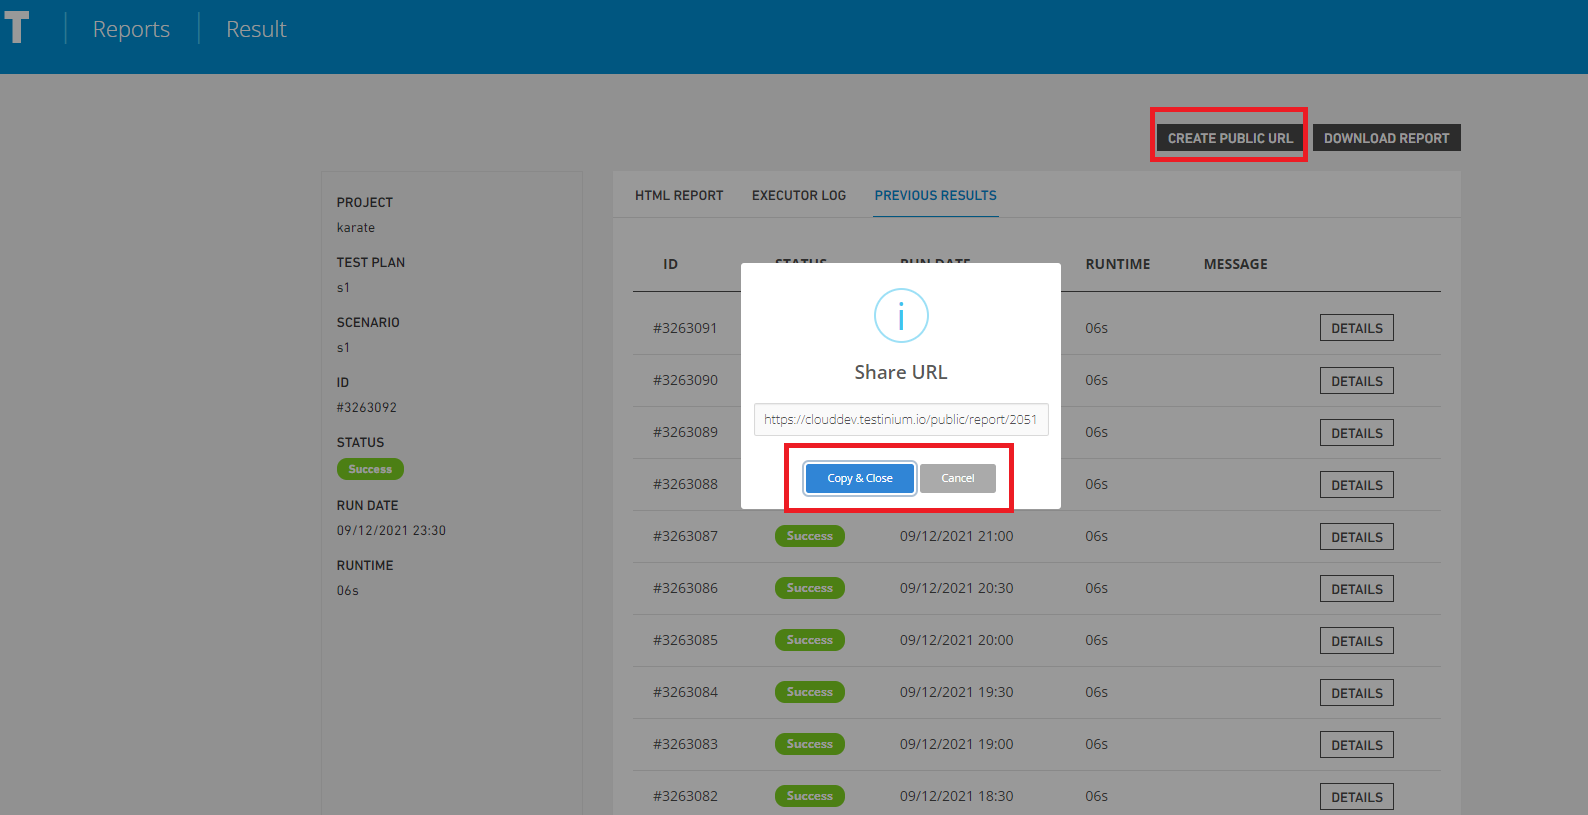 T
Reports
Result
CREATE PUBLIC URL
DOWNLOAD REPORT
PROJECT
karate
TEST PLAN
s1
SCENARIO
s1
ID
#3263092
STATUS
Success
RUN DATE
09/12/2021 23:30
RUNTIME
06s
HTML REPORT EXECUTOR LOG PREVIOUS RESULTS
ID STATUS RUN DATE RUNTIME MESSAGE
#3263091 06s DETAILS
#3263090 06s DETAILS
#3263089 06s DETAILS
#3263088 06s DETAILS
i
Share URL
https://clouddev.testinium.io/public/report/2051
Copy & Close
Cancel
#3263087 Success 09/12/2021 21:00 06s DETAILS
#3263086 Success 09/12/2021 20:30 06s DETAILS
#3263085 Success 09/12/2021 20:00 06s DETAILS
#3263084 Success 09/12/2021 19:30 06s DETAILS
#3263083 Success 09/12/2021 19:00 06s DETAILS
#3263082 Success 09/12/2021 18:30 06s DETAILS